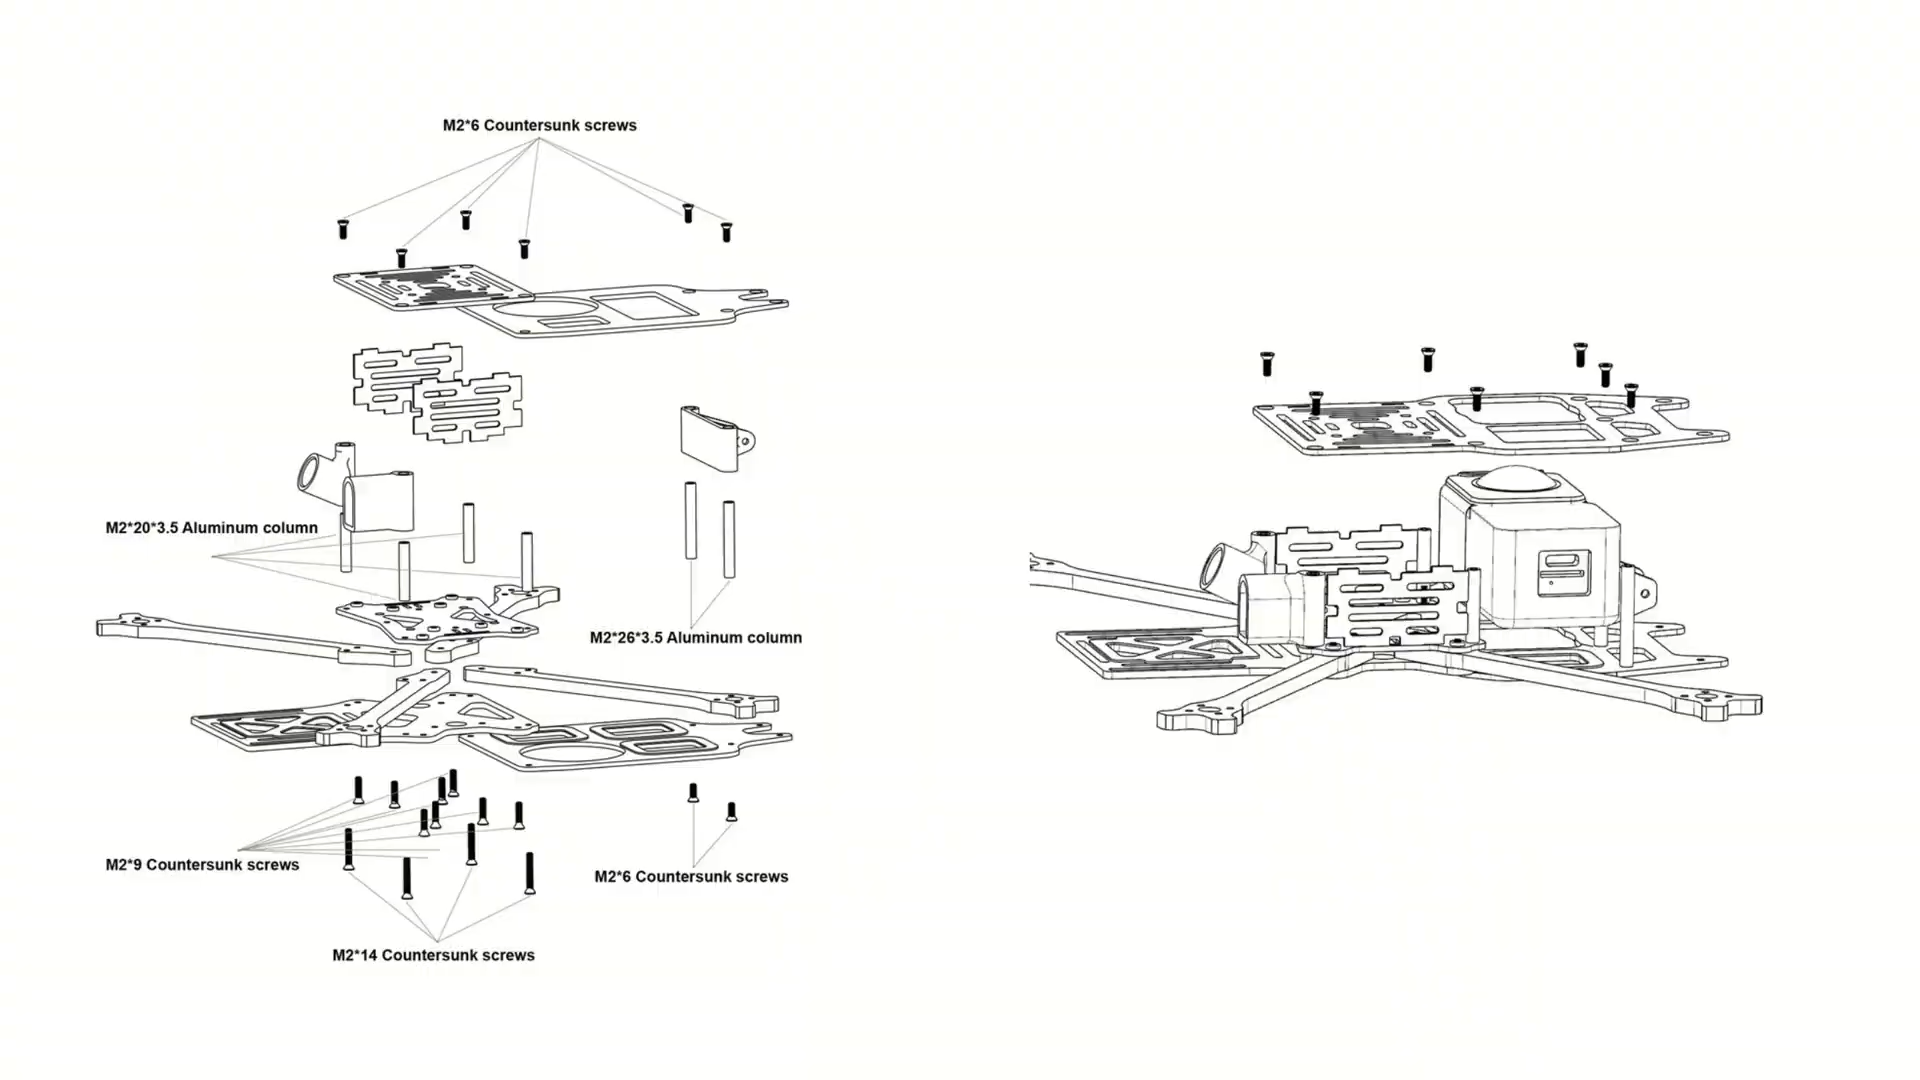 M2*6 Countersunk screws
M2*20*3.5 Aluminum column
M2*26*3.5 Aluminum column
M2*9 Countersunk screws
M2*6 Countersunk screws
M2*14 Countersunk screws